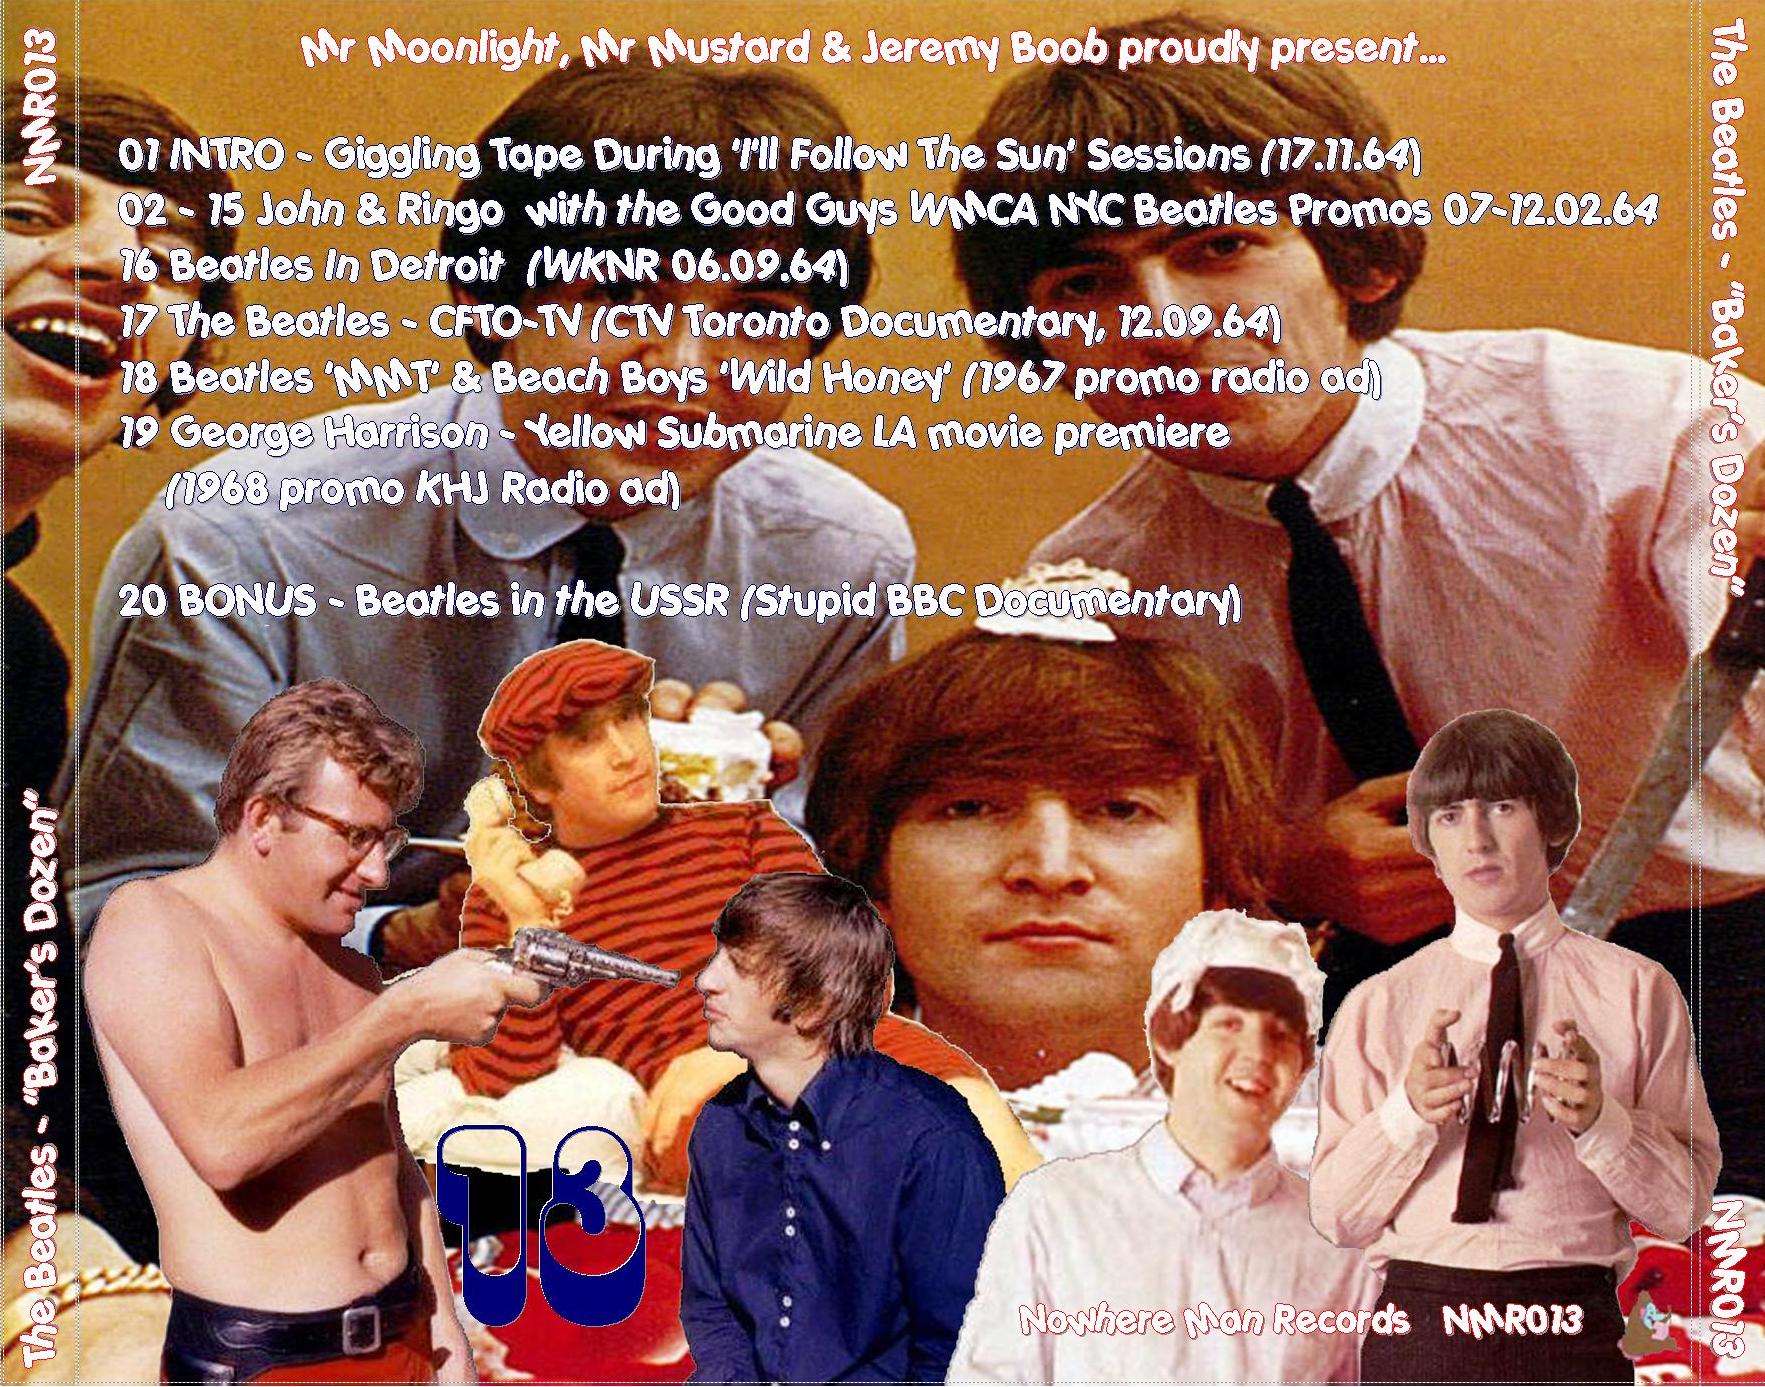 Mr Moonlight, Mr Mustard & Jeremy Boob proudly present...
01 INTRO - Giggling Tape During 'I'll Follow The Sun' Sessions (17.11.64)
02 - 15 John & Ringo with the Good Guys WMCA NYC Beatles Promos 07-12.02.64
16 Beatles In Detroit (WKNR 06.09.64)
17 The Beatles - CFTO-TV (CTV Toronto Documentary, 12.09.64)
18 Beatles 'MMT' & Beach Boys 'Wild Honey' (1967 promo radio ad)
19 George Harrison - Yellow Submarine LA movie premiere
(1968 promo KHJ Radio ad)
20 BONUS - Beatles in the USSR (Stupid BBC Documentary)
13
Nowhere Man Records NMR013
The Beatles - "Baker's Dozen" NMR013
The Beatles - "Baker's Dozen" NMR013